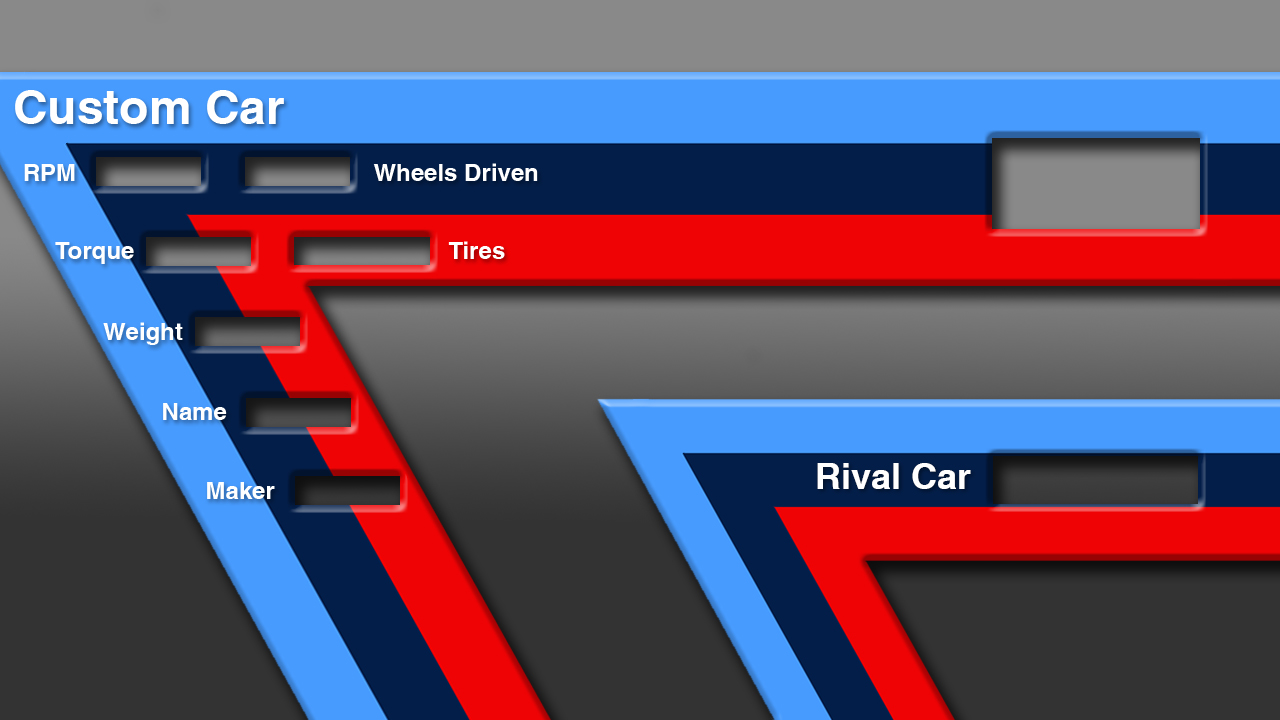 Custom Car
RPM
Wheels Driven
Torque
Tires
Weight
Name
Maker
Rival Car